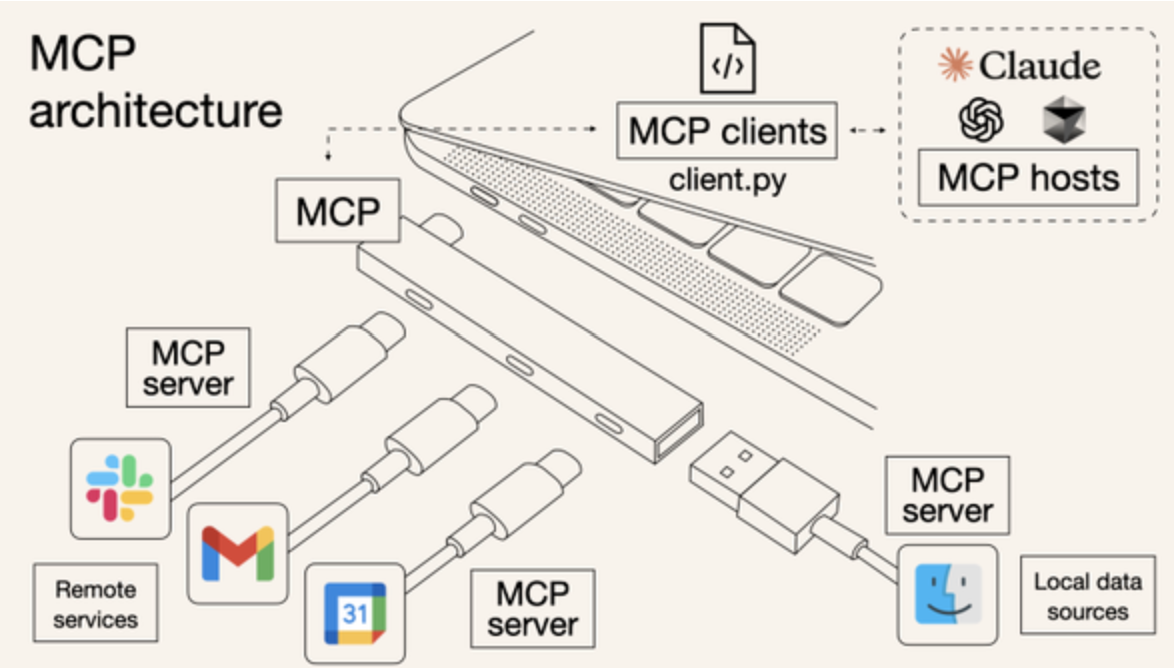 MCP
architecture
</>
MCP clients
client.py
Claude
MCP hosts
MCP
MCP
server
Remote
services
31
MCP
server
MCP
server
Local data
sources